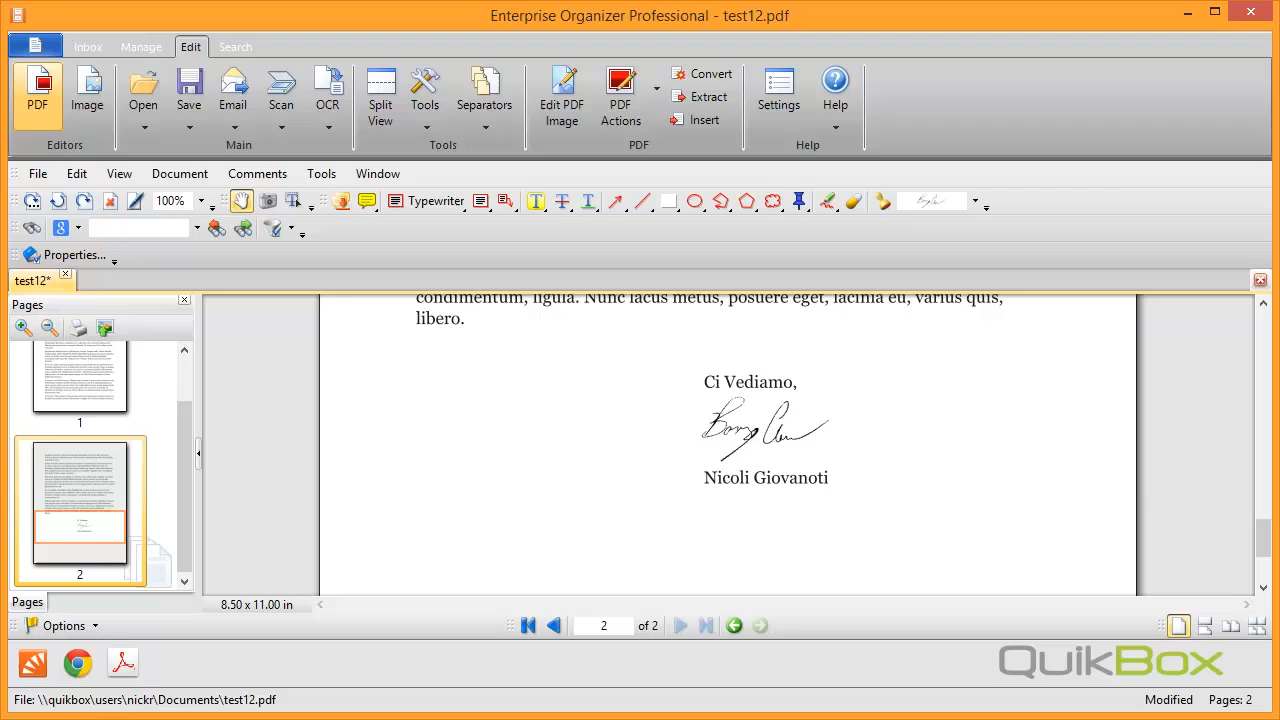 Enterprise Organizer Professional - test12.pdf
Inbox Manage Edit Search
PDF Image Open Save Email Scan OCR Split View Tools Separators Edit PDF Image PDF Actions Convert Extract Insert Settings Help
Editors Main Tools PDF Help
File Edit View Document Comments Tools Window
100% Typewriter
Properties...
test12*
Pages
1
2
Pages
condimentum, ligula. Nunc lacus metus, posuere eget, lacinia eu, varius quis,
libero.
Ci Vediamo,
Nicoli Giovanoti
8.50 x 11.00 in
Options 2 of 2
QuikBox
File: \\quikbox\users\nickr\Documents\test12.pdf Modified Pages: 2